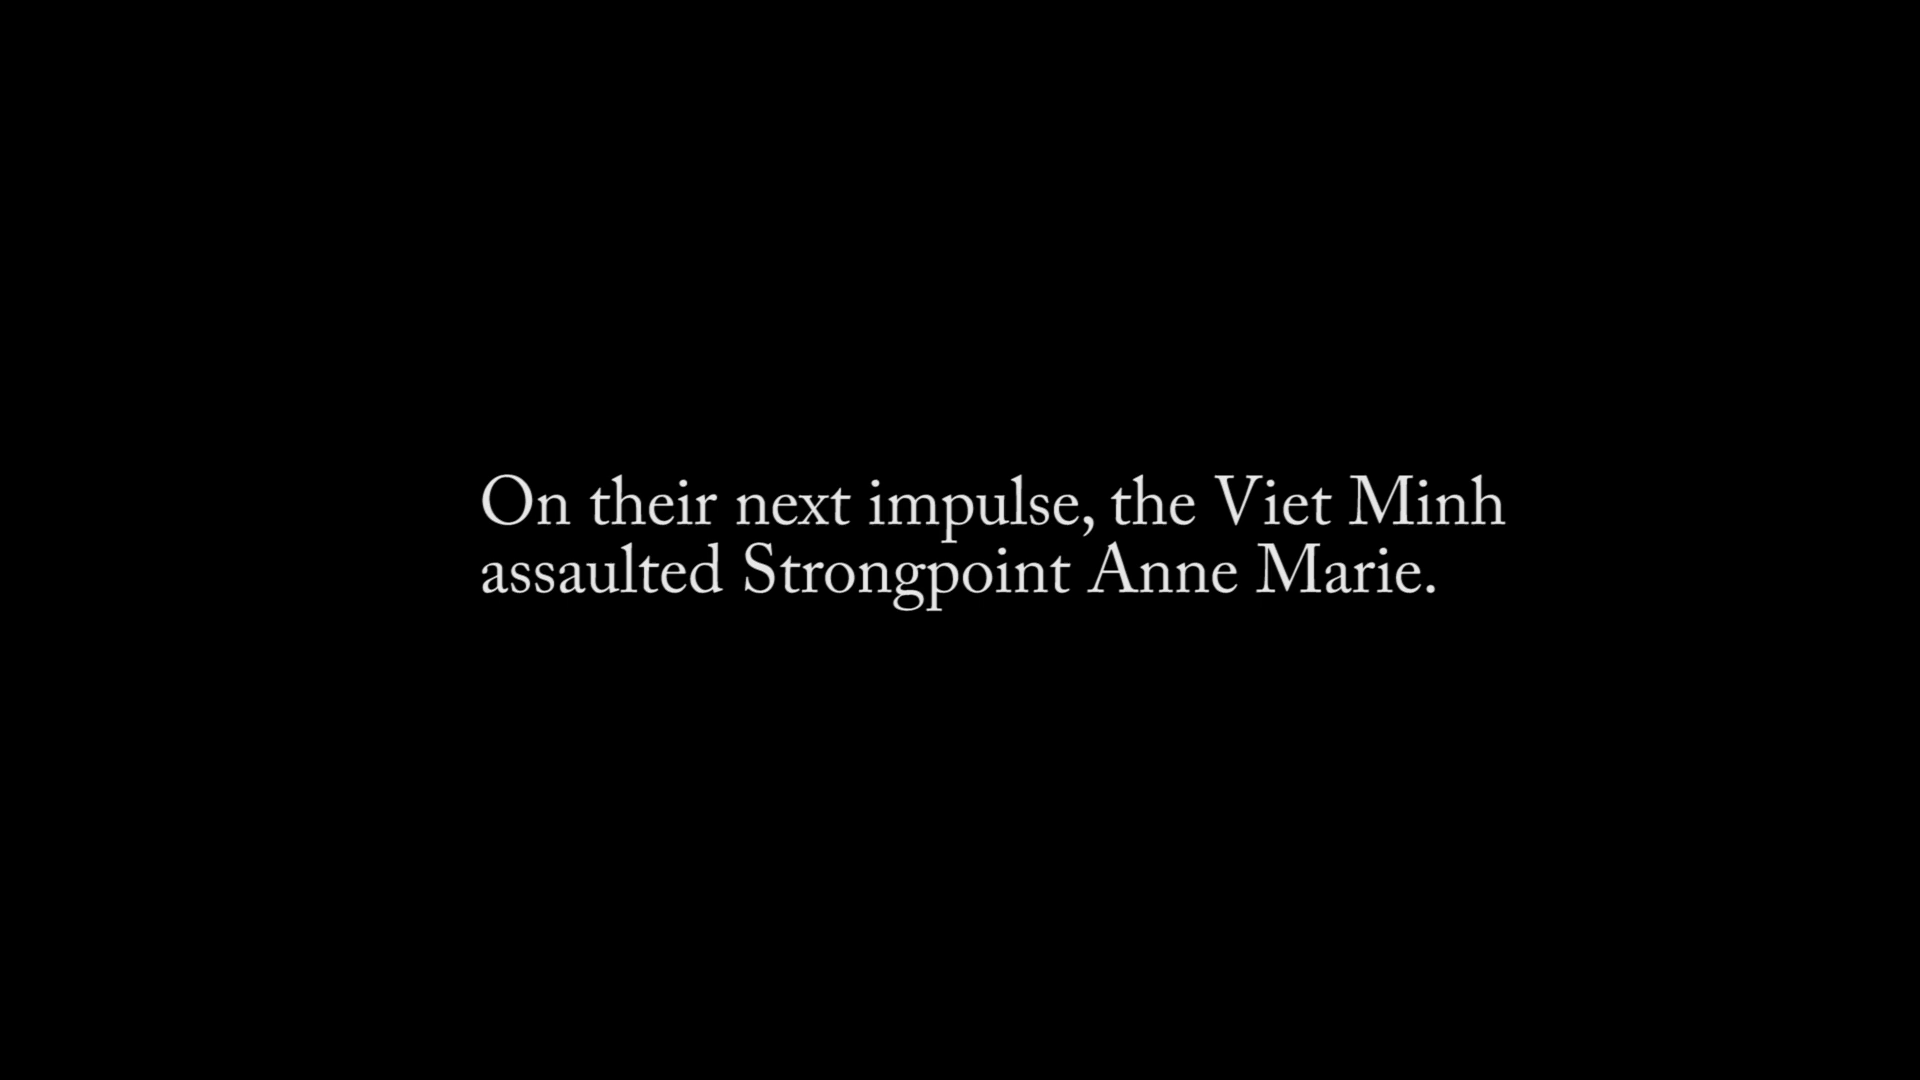 On their next impulse, the Viet Minh
assaulted Strongpoint Anne Marie.